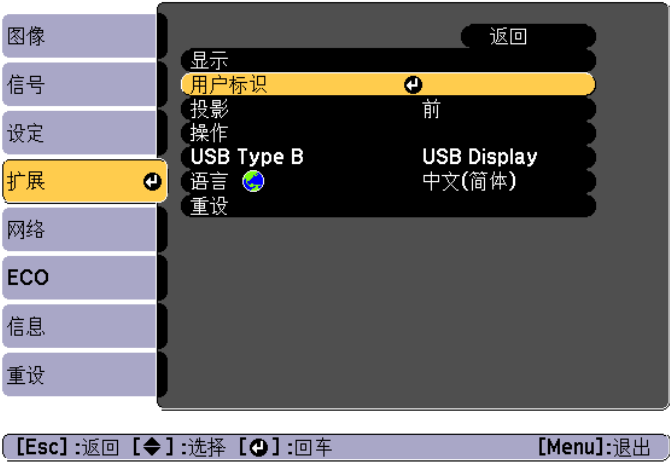 图像
信号
设定
扩展
网络
ECO
信息
重设
返回
显示
用户标识
投影 前
操作
USB Type B USB Display
语言 中文(简体)
重设
[Esc]:返回 [◆]:选择 [⏎]:回车 [Menu]:退出